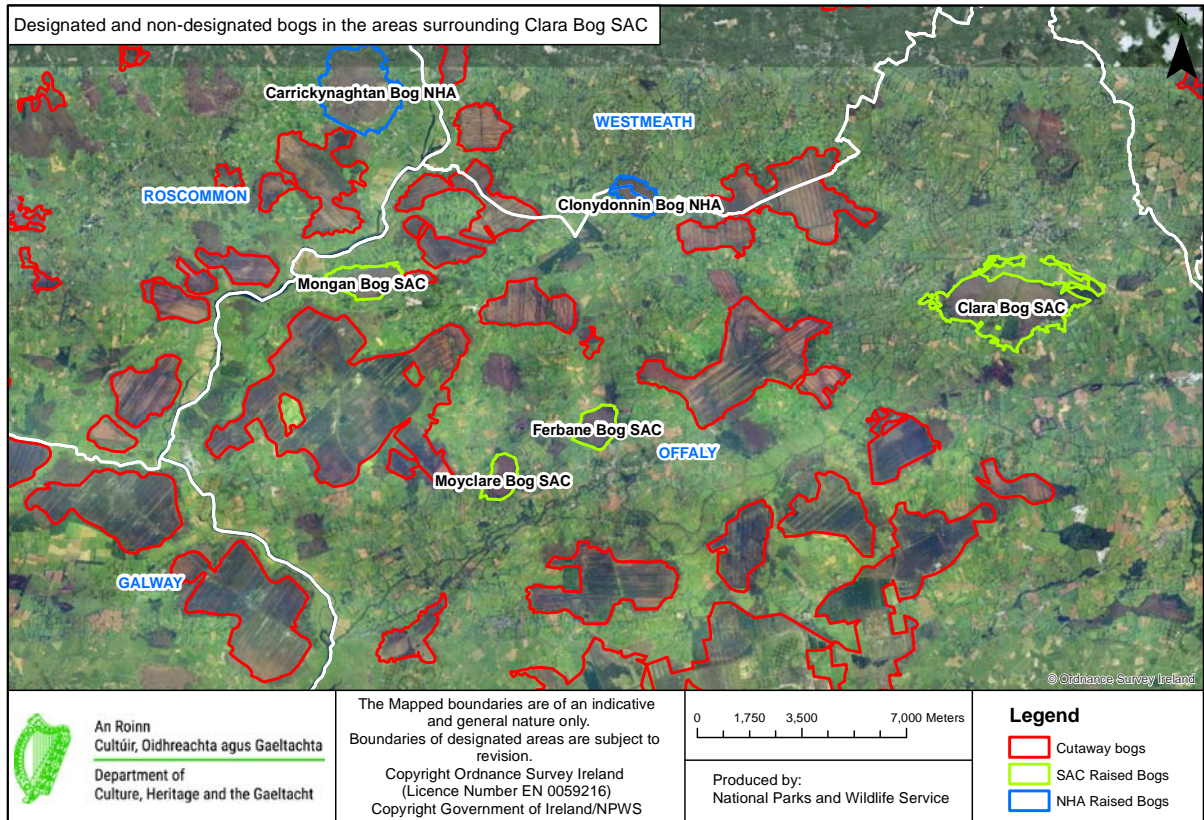 Designated and non-designated bogs in the areas surrounding Clara Bog SAC
N
Carrickynaghtan Bog NHA
WESTMEATH
ROSCOMMON
Clonydonnin Bog NHA
Mongan Bog SAC
Clara Bog SAC
Ferbane Bog SAC
OFFALY
Moyclare Bog SAC
GALWAY
© Ordnance Survey Ireland
An Roinn
Cultúir, Oidhreachta agus Gaeltachta
Department of
Culture, Heritage and the Gaeltacht
The Mapped boundaries are of an indicative
and general nature only.
Boundaries of designated areas are subject to
revision.
Copyright Ordnance Survey Ireland
(Licence Number EN 0059216)
Copyright Government of Ireland/NPWS
0 1,750 3,500 7,000 Meters
Produced by:
National Parks and Wildlife Service
Legend
Cutaway bogs
SAC Raised Bogs
NHA Raised Bogs